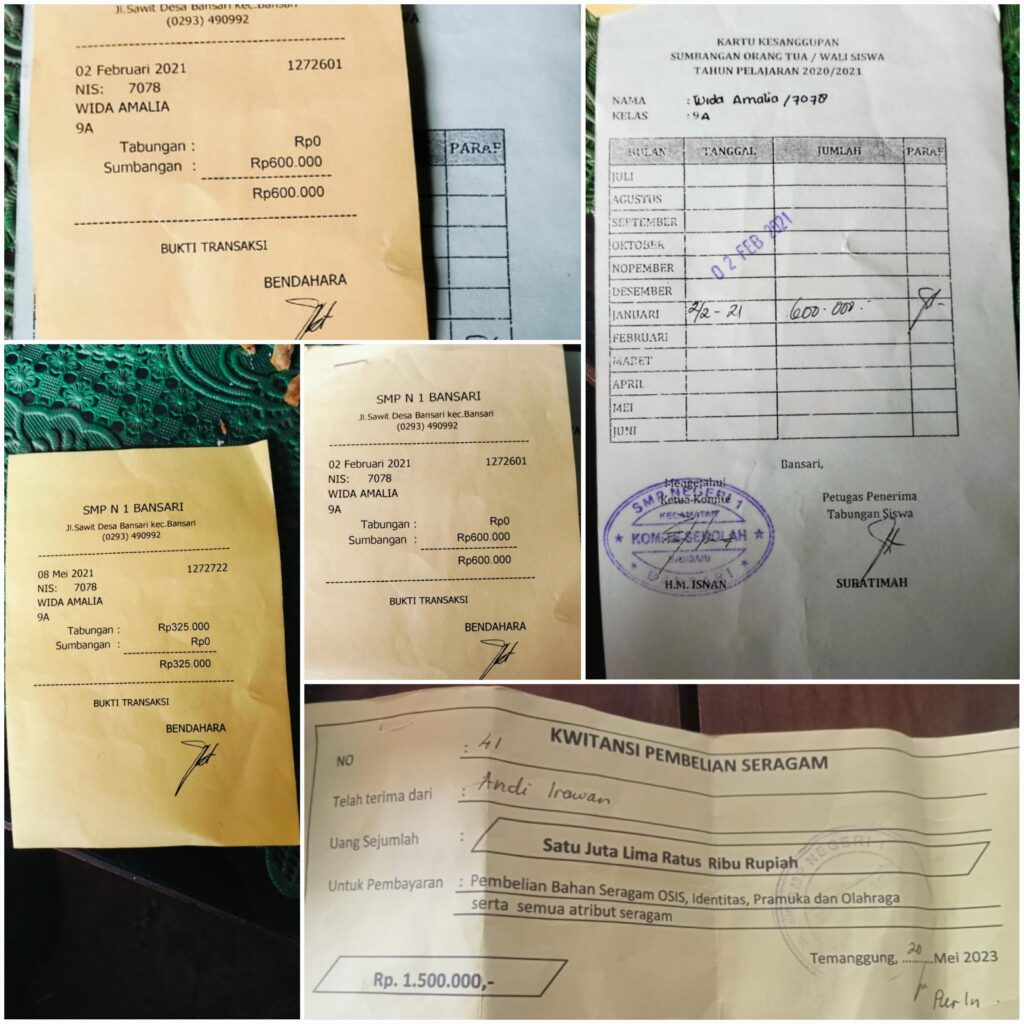 Jl.Sawit Desa Bansari kec.Bansari
(0293) 490992
02 Februari 2021 1272601
NIS: 7078
WIDA AMALIA
9A
Tabungan : Rp0
Sumbangan : Rp600.000
Rp600.000
BUKTI TRANSAKSI
BENDAHARA
PARAF
KARTU KESANGGUPAN
SUMBANGAN ORANG TUA / WALI SISWA
TAHUN PELAJARAN 2020/2021
NAMA : Wida Amalia /7078
KELAS : 9A
BULAN TANGGAL JUMLAH PARAF
JULI
AGUSTUS
SEPTEMBER
OKTOBER
NOPEMBER
DESEMBER
JANUARI 2/2 - 21 600.000.-
FEBRUARI
MARET
APRIL
MEI
JUNI
02 FEB 2021
Bansari,
Mengetahui
Ketua Komite
Petugas Penerima
Tabungan Siswa
SMP NEGERI 1
KECAMATAN
KOMITE SEKOLAH
BANSARI
H.M. ISNAN
SURATIMAH
SMP N 1 BANSARI
Jl.Sawit Desa Bansari kec.Bansari
(0293) 490992
08 Mei 2021 1272722
NIS: 7078
WIDA AMALIA
9A
Tabungan : Rp325.000
Sumbangan : Rp0
Rp325.000
BUKTI TRANSAKSI
BENDAHARA
SMP N 1 BANSARI
Jl.Sawit Desa Bansari kec.Bansari
(0293) 490992
02 Februari 2021 1272601
NIS: 7078
WIDA AMALIA
9A
Tabungan : Rp0
Sumbangan : Rp600.000
Rp600.000
BUKTI TRANSAKSI
BENDAHARA
KWITANSI PEMBELIAN SERAGAM
NO : 41
Telah terima dari : Andi Irawan
Uang Sejumlah : Satu Juta Lima Ratus Ribu Rupiah
Untuk Pembayaran : Pembelian Bahan Seragam OSIS, Identitas, Pramuka dan Olahraga
serta semua atribut seragam
Temanggung, 20 Mei 2023
Rp. 1.500.000,-